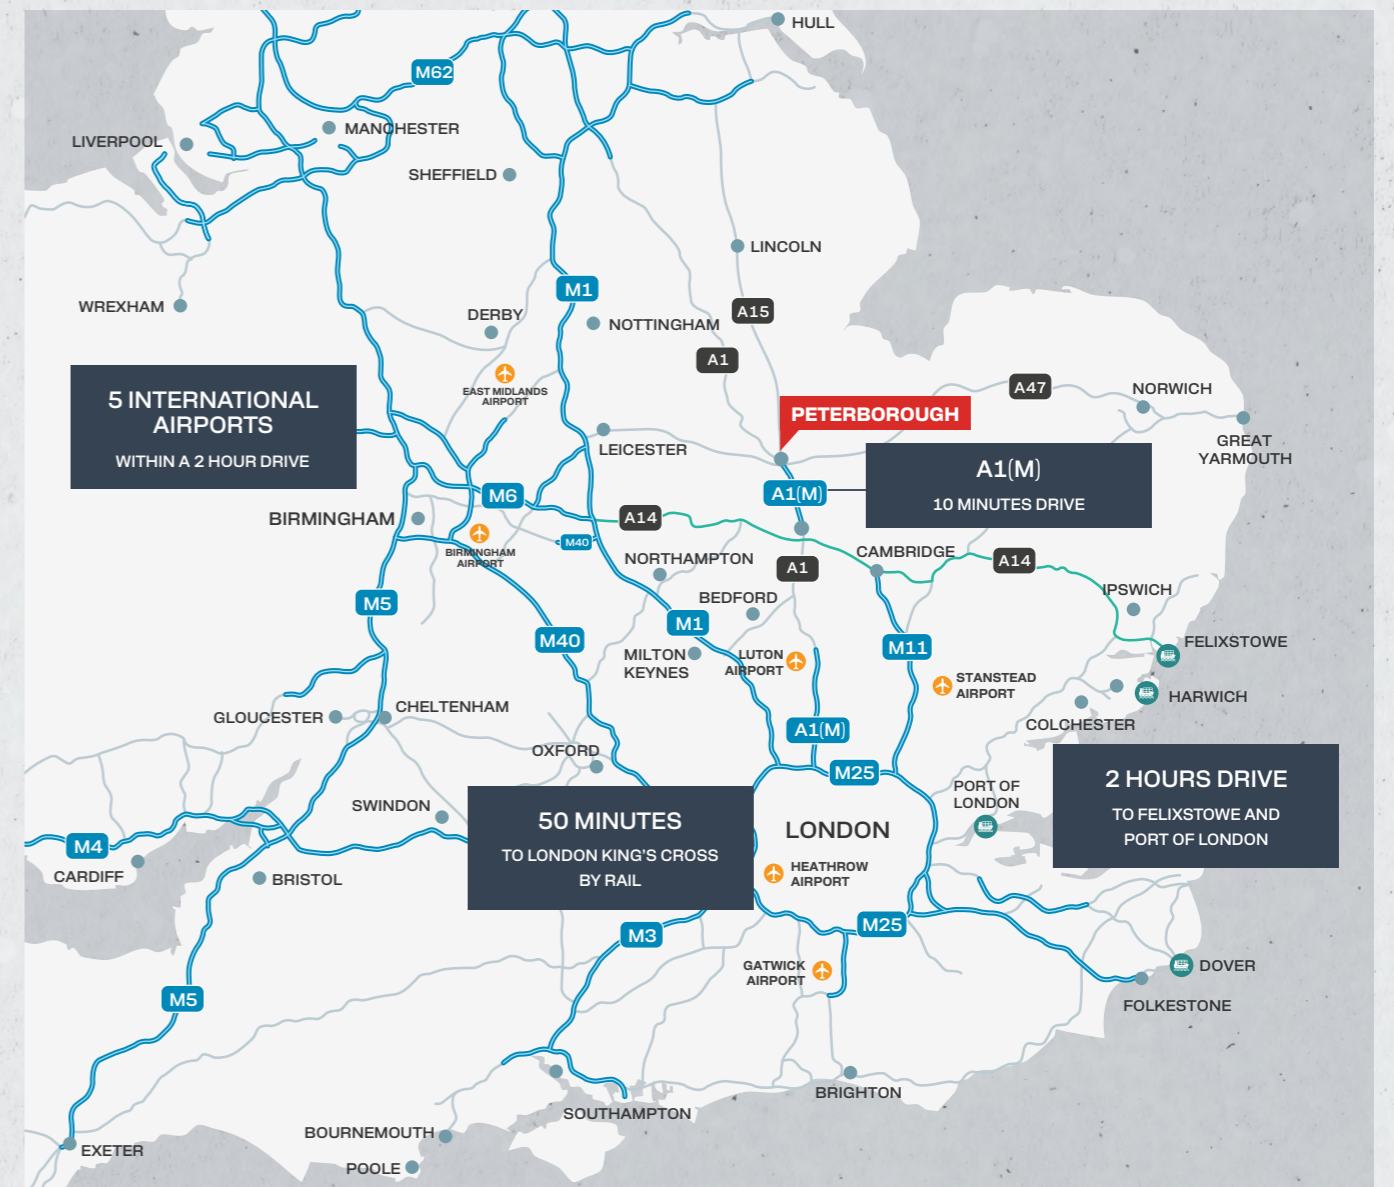 HULL
M62
MANCHESTER
LIVERPOOL
SHEFFIELD
LINCOLN
M1
WREXHAM
DERBY
NOTTINGHAM
A15
A1
EAST MIDLANDS
AIRPORT
A47
NORWICH
5 INTERNATIONAL
AIRPORTS
WITHIN A 2 HOUR DRIVE
PETERBOROUGH
GREAT
YARMOUTH
LEICESTER
A1(M)
10 MINUTES DRIVE
M6
A1(M)
BIRMINGHAM
A14
M40
BIRMINGHAM
AIRPORT
NORTHAMPTON
CAMBRIDGE
A14
A1
IPSWICH
M5
BEDFORD
M1
M40
FELIXSTOWE
MILTON
KEYNES
LUTON
AIRPORT
M11
STANSTEAD
AIRPORT
HARWICH
GLOUCESTER
CHELTENHAM
COLCHESTER
A1(M)
OXFORD
M25
2 HOURS DRIVE
TO FELIXSTOWE AND
PORT OF LONDON
PORT OF
LONDON
SWINDON
50 MINUTES
TO LONDON KING'S CROSS
BY RAIL
LONDON
M4
CARDIFF
BRISTOL
HEATHROW
AIRPORT
M3
M25
GATWICK
AIRPORT
DOVER
M5
FOLKESTONE
BRIGHTON
SOUTHAMPTON
BOURNEMOUTH
EXETER
POOLE